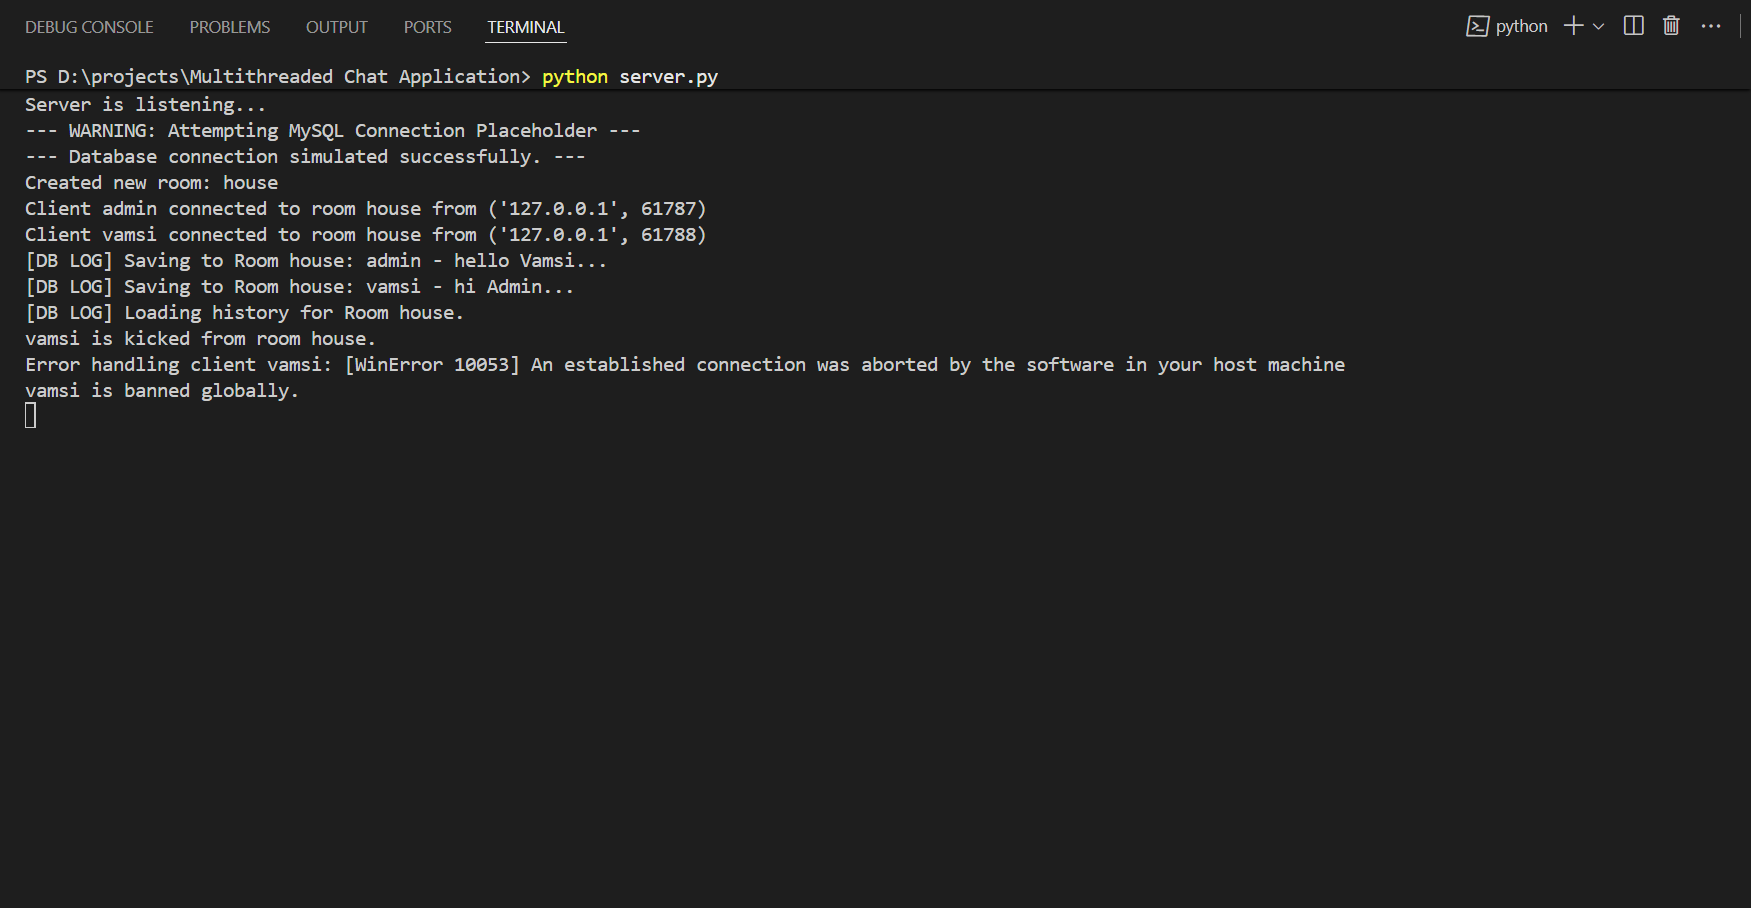 DEBUG CONSOLE PROBLEMS OUTPUT PORTS TERMINAL python
PS D:\projects\Multithreaded Chat Application> python server.py
Server is listening...
--- WARNING: Attempting MySQL Connection Placeholder ---
--- Database connection simulated successfully. ---
Created new room: house
Client admin connected to room house from ('127.0.0.1', 61787)
Client vamsi connected to room house from ('127.0.0.1', 61788)
[DB LOG] Saving to Room house: admin - hello Vamsi...
[DB LOG] Saving to Room house: vamsi - hi Admin...
[DB LOG] Loading history for Room house.
vamsi is kicked from room house.
Error handling client vamsi: [WinError 10053] An established connection was aborted by the software in your host machine
vamsi is banned globally.